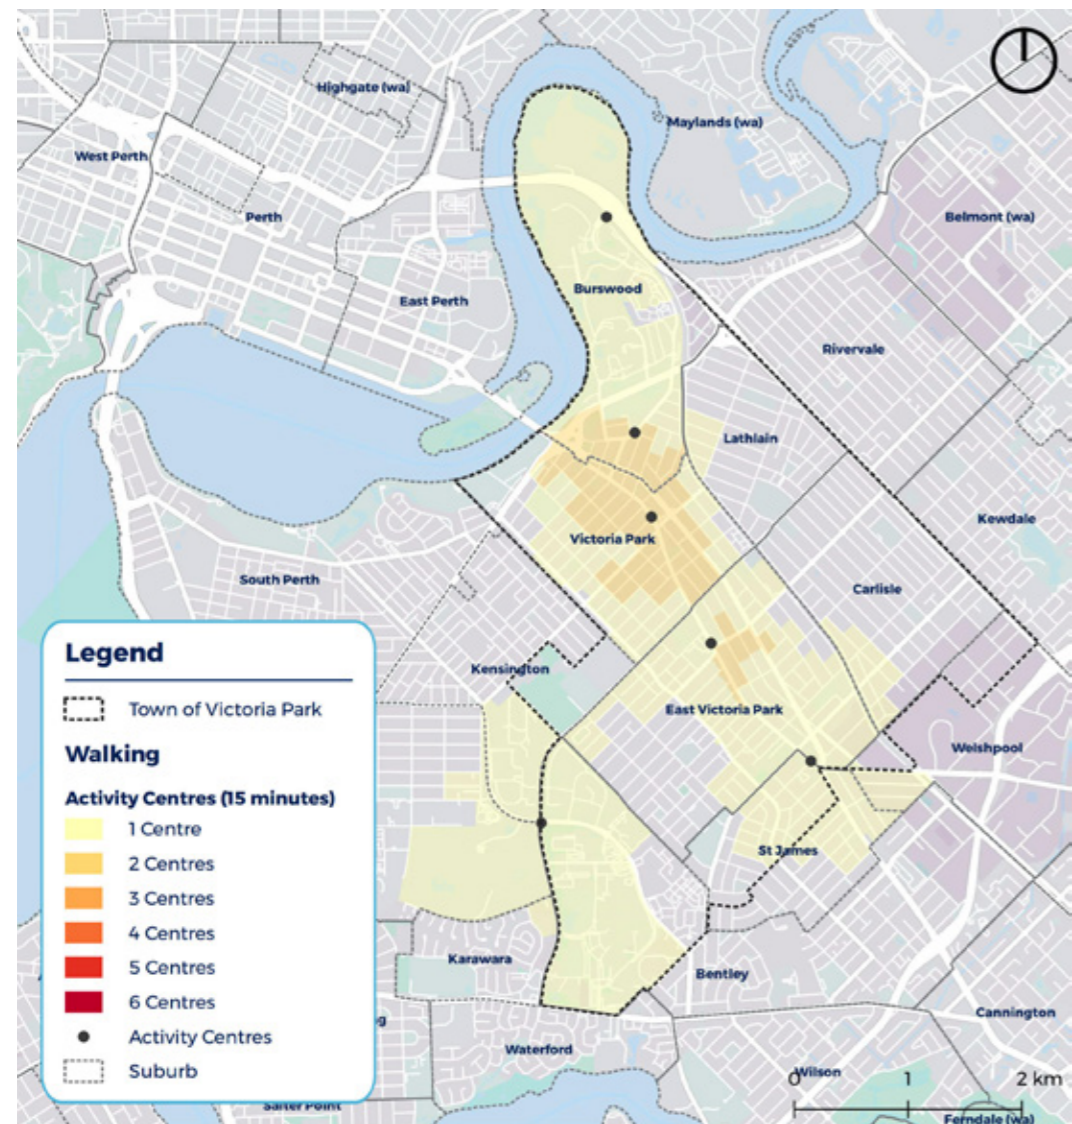 Highgate (wa)
Maylands (wa)
West Perth
Perth
Belmont (wa)
Burswood
East Perth
Rivervale
Lathlain
Kewdale
Victoria Park
South Perth
Carlisle
Kensington
East Victoria Park
Welshpool
St James
Karawara
Bentley
Cannington
Waterford
Wilson
Salter Point
Ferndale (wa)
Legend
Town of Victoria Park
Walking
Activity Centres (15 minutes)
1 Centre
2 Centres
3 Centres
4 Centres
5 Centres
6 Centres
Activity Centres
Suburb
0 1 2 km